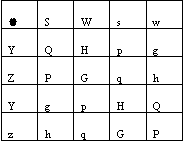 ● S W s w
Y Q H p g
Z P G q h
Y g p H Q
z h q G P